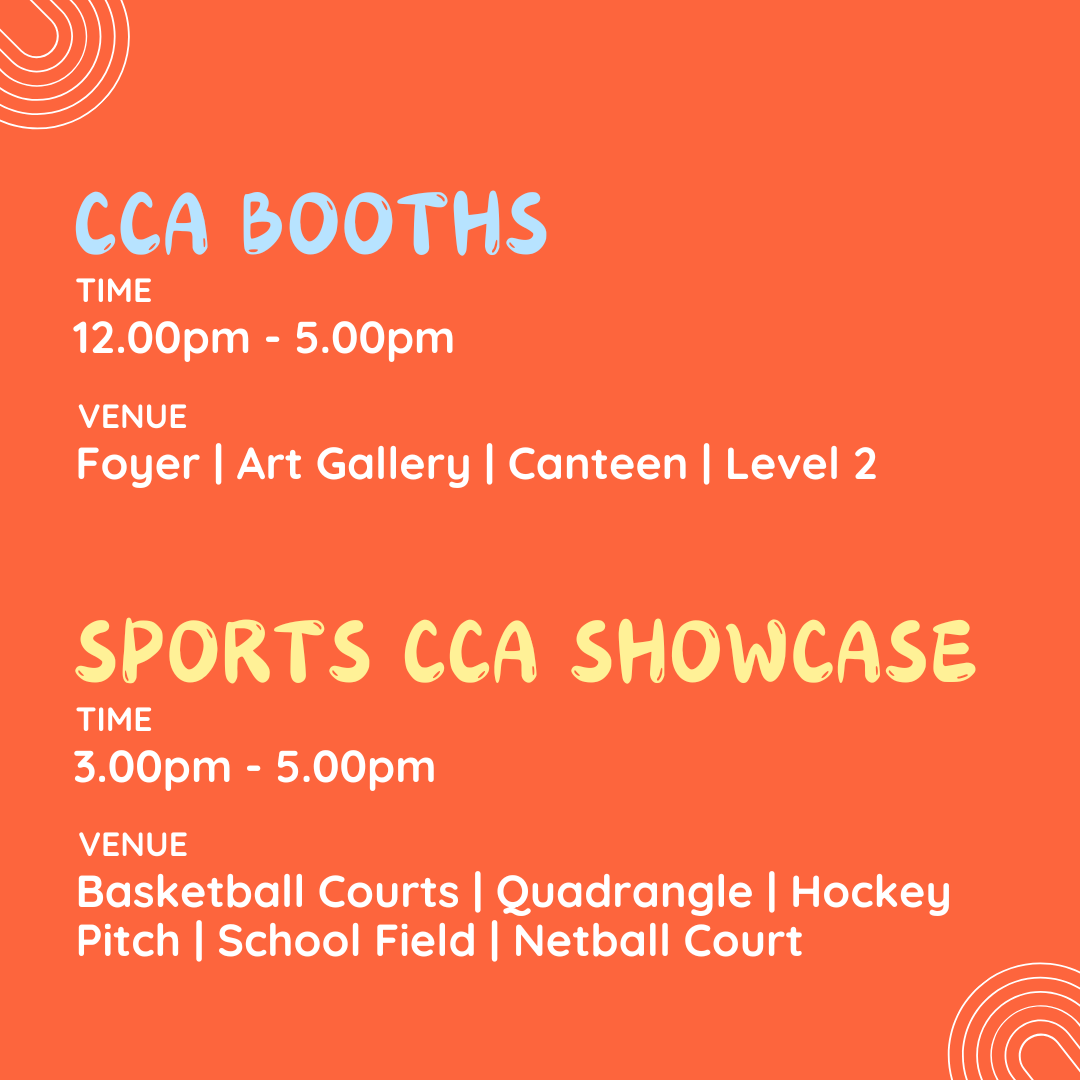 CCA BOOTHS
TIME
12.00pm - 5.00pm
VENUE
Foyer | Art Gallery | Canteen | Level 2
SPORTS CCA SHOWCASE
TIME
3.00pm - 5.00pm
VENUE
Basketball Courts | Quadrangle | Hockey
Pitch | School Field | Netball Court